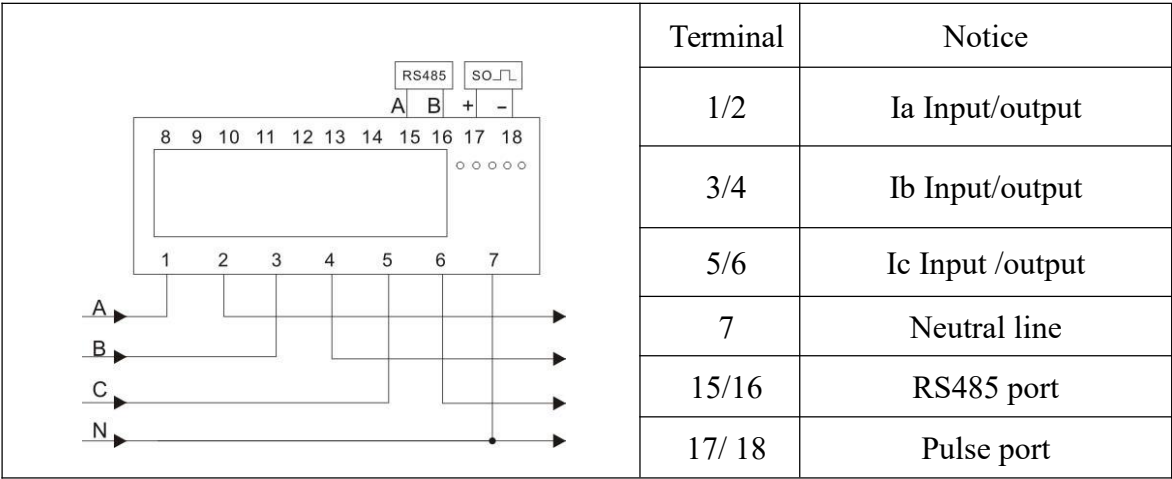 RS485 SO
A B + -
8 9 10 11 12 13 14 15 16 17 18
1 2 3 4 5 6 7
A
B
C
N
Terminal Notice
1/2 Ia Input/output
3/4 Ib Input/output
5/6 Ic Input /output
7 Neutral line
15/16 RS485 port
17/ 18 Pulse port